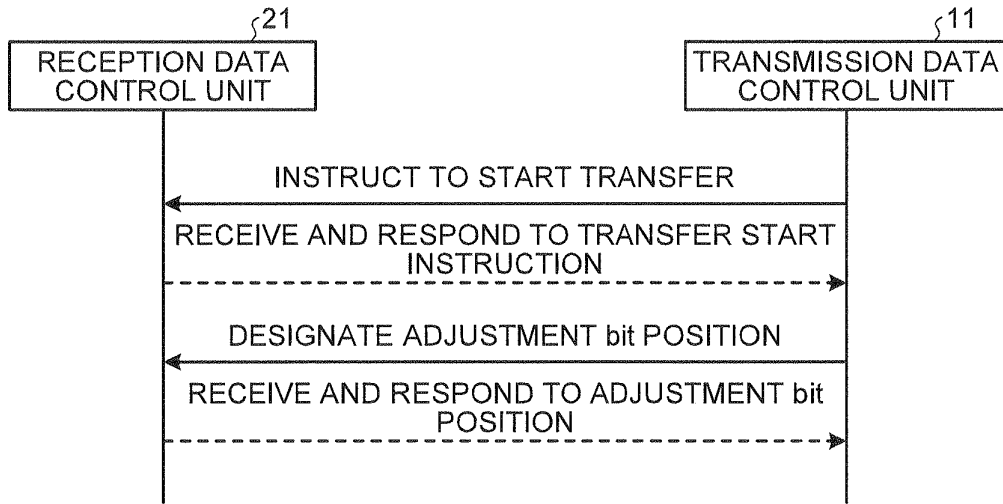 21
11
RECEPTION DATA
CONTROL UNIT
TRANSMISSION DATA
CONTROL UNIT
INSTRUCT TO START TRANSFER
RECEIVE AND RESPOND TO TRANSFER START
INSTRUCTION
DESIGNATE ADJUSTMENT bit POSITION
RECEIVE AND RESPOND TO ADJUSTMENT bit
POSITION